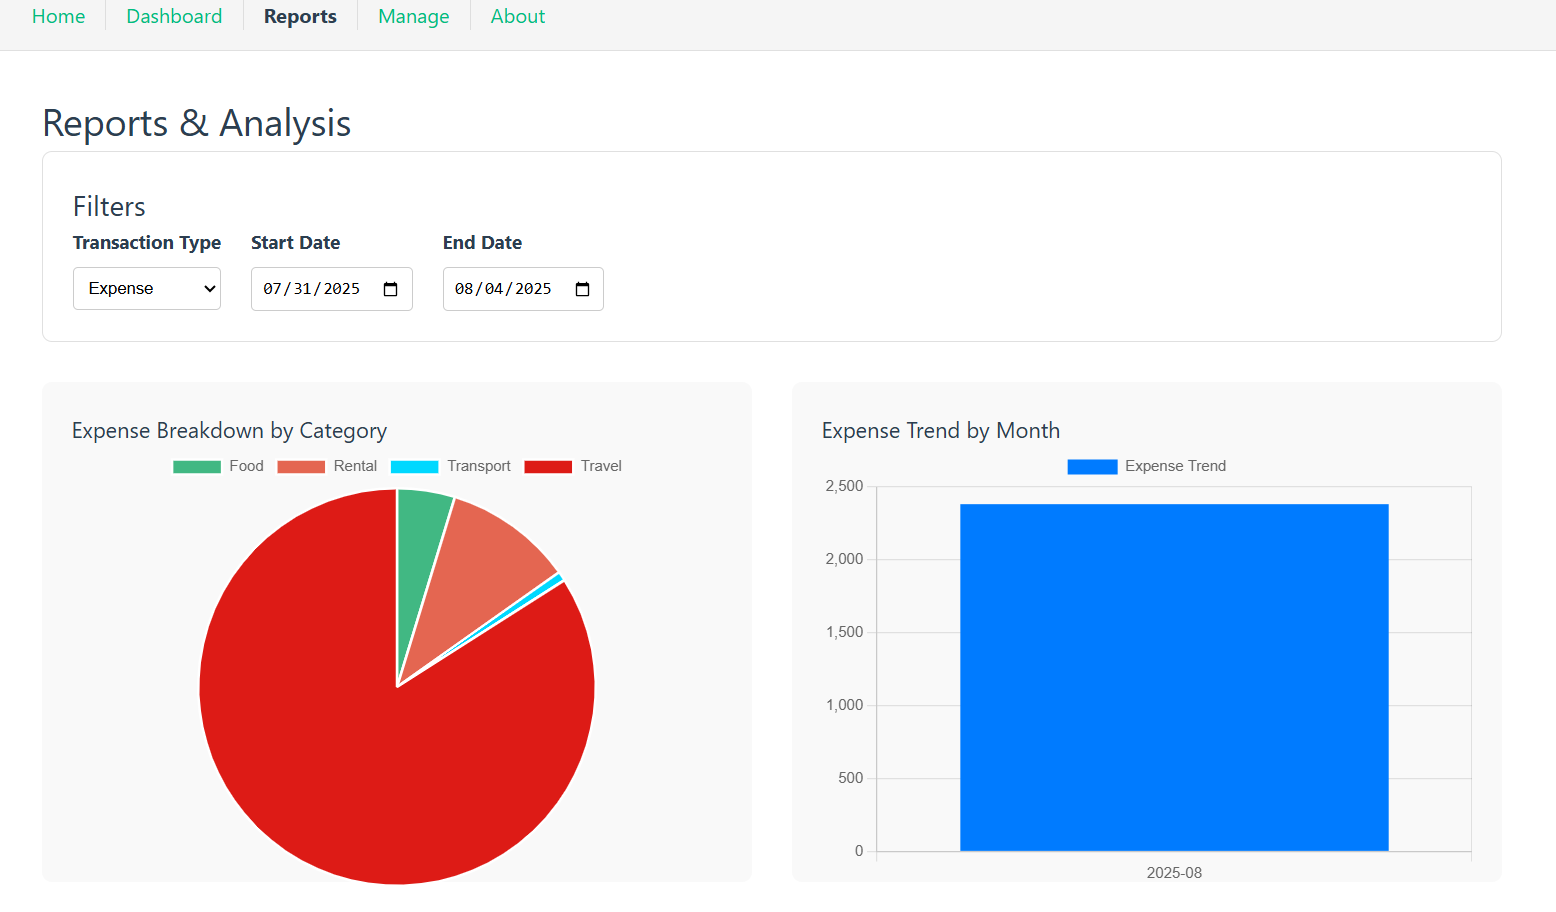 Home Dashboard Reports Manage About
Reports & Analysis
Filters
Transaction Type Start Date End Date
Expense 07/31/2025 08/04/2025
Expense Breakdown by Category
Food Rental Transport Travel
Expense Trend by Month
Expense Trend
2,500
2,000
1,500
1,000
500
0
2025-08